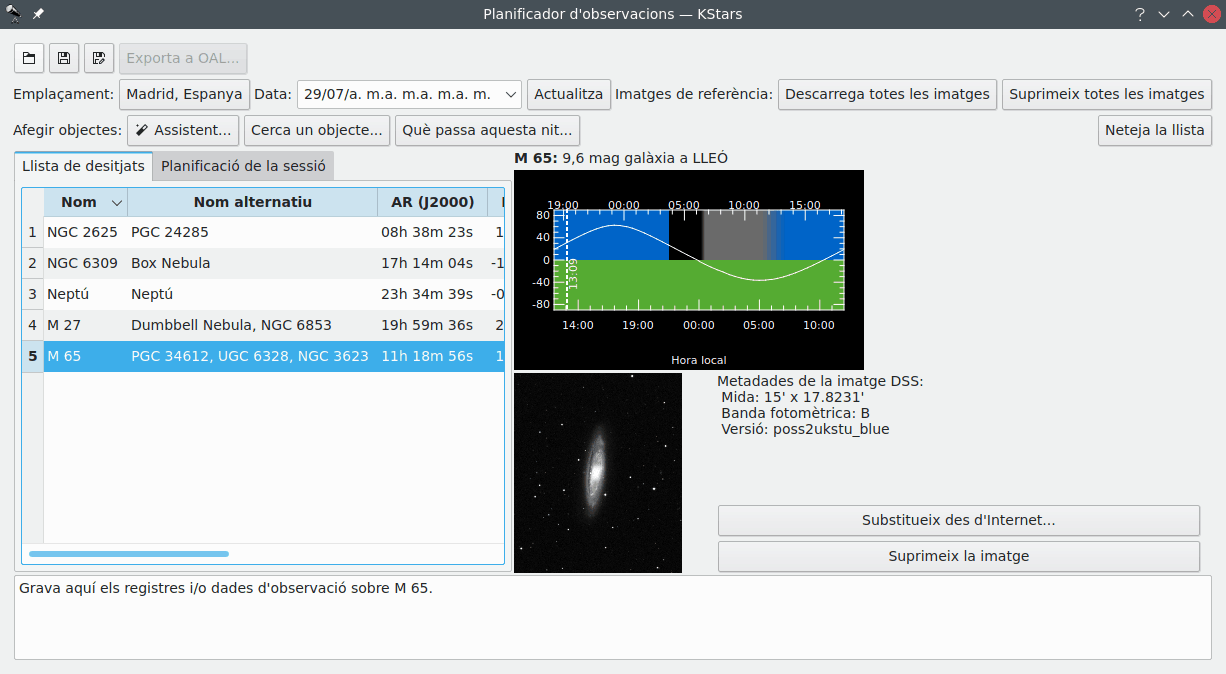 Planificador d'observacions — KStars
?
Exporta a OAL...
Emplaçament: Madrid, Espanya Data: 29/07/a. m.a. m.a. m.a. m. Actualitza Imatges de referència: Descarrega totes les imatges Suprimeix totes les imatges
Afegir objectes: Assistent... Cerca un objecte... Què passa aquesta nit... Neteja la llista
Llista de desitjats Planificació de la sessió
Nom Nom alternatiu AR (J2000)
1 NGC 2625 PGC 24285 08h 38m 23s 1
2 NGC 6309 Box Nebula 17h 14m 04s -1
3 Neptú Neptú 23h 34m 39s -0
4 M 27 Dumbbell Nebula, NGC 6853 19h 59m 36s 2
5 M 65 PGC 34612, UGC 6328, NGC 3623 11h 18m 56s 1
M 65: 9,6 mag galàxia a LLEÓ
19:00 00:00 05:00 10:00 15:00
80
40
0
-40
-80
13:09
14:00 19:00 00:00 05:00 10:00
Hora local
Metadades de la imatge DSS:
Mida: 15' x 17.8231'
Banda fotomètrica: B
Versió: poss2ukstu_blue
Substitueix des d'Internet...
Suprimeix la imatge
Grava aquí els registres i/o dades d'observació sobre M 65.